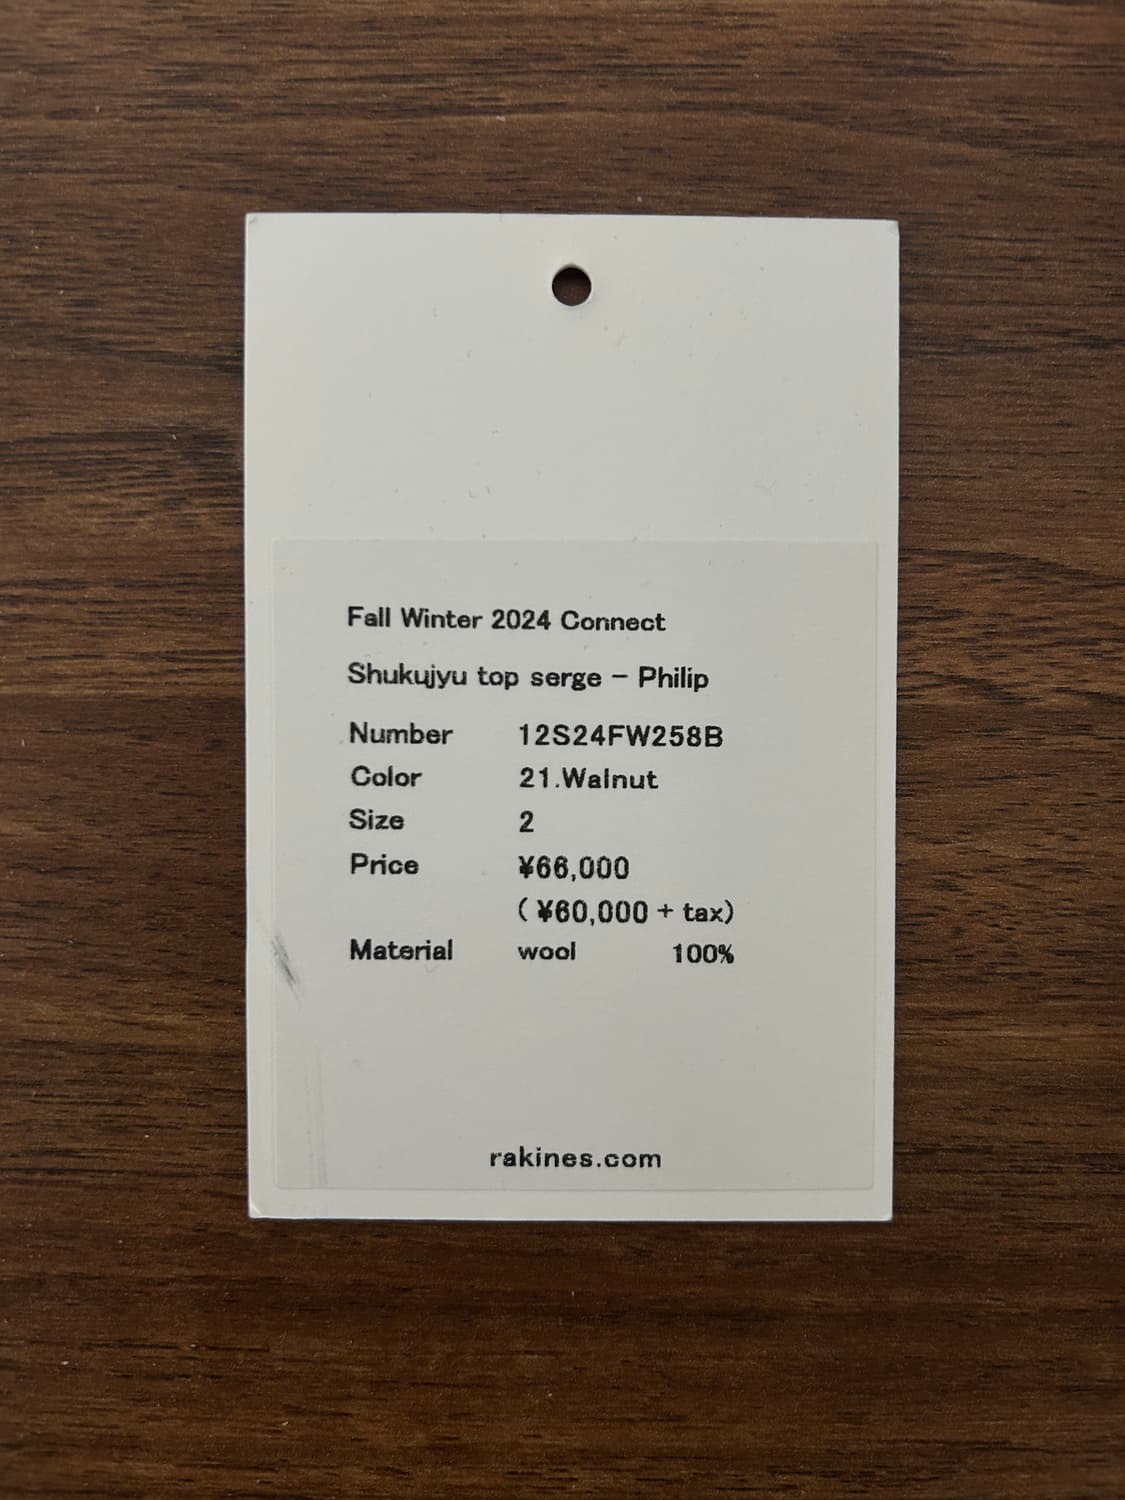 Fall Winter 2024 Connect
Shukujyu top serge - Philip
Number 12S24FW258B
Color 21.Walnut
Size 2
Price ¥66,000
( ¥60,000 + tax)
Material wool 100%
rakines.com